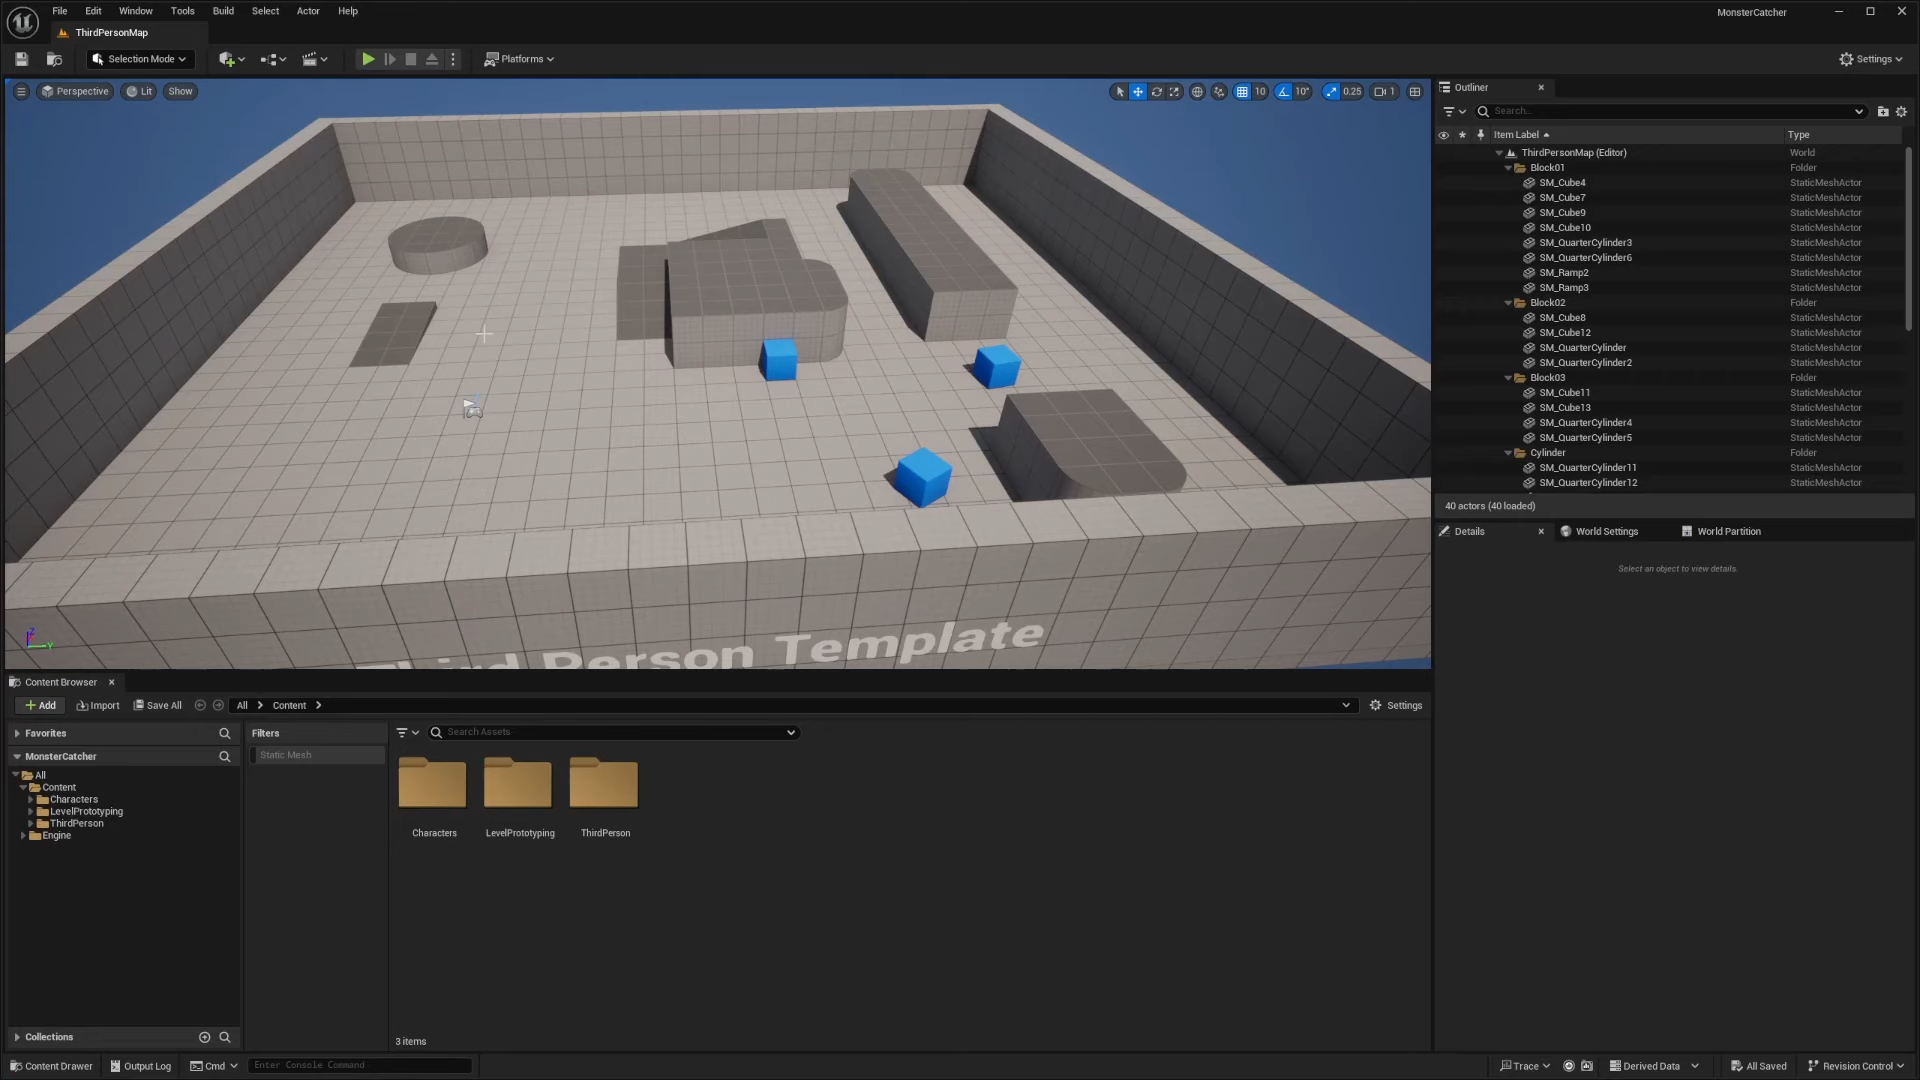 File Edit Window Tools Build Select Actor Help
MonsterCatcher
ThirdPersonMap
Selection Mode
Platforms
Settings
Perspective Lit Show
10 10° 0.25 1
Third Person Template
Outliner
Search...
Item Label Type
ThirdPersonMap (Editor) World
Block01 Folder
SM_Cube4 StaticMeshActor
SM_Cube7 StaticMeshActor
SM_Cube9 StaticMeshActor
SM_Cube10 StaticMeshActor
SM_QuarterCylinder3 StaticMeshActor
SM_QuarterCylinder6 StaticMeshActor
SM_Ramp2 StaticMeshActor
SM_Ramp3 StaticMeshActor
Block02 Folder
SM_Cube8 StaticMeshActor
SM_Cube12 StaticMeshActor
SM_QuarterCylinder StaticMeshActor
SM_QuarterCylinder2 StaticMeshActor
Block03 Folder
SM_Cube11 StaticMeshActor
SM_Cube13 StaticMeshActor
SM_QuarterCylinder4 StaticMeshActor
SM_QuarterCylinder5 StaticMeshActor
Cylinder Folder
SM_QuarterCylinder11 StaticMeshActor
SM_QuarterCylinder12 StaticMeshActor
40 actors (40 loaded)
Details World Settings World Partition
Select an object to view details.
Z
Y
Content Browser
Add Import Save All All Content Settings
Favorites
MonsterCatcher
All
Content
Characters
LevelPrototyping
ThirdPerson
Engine
Collections
Filters
Static Mesh
Search Assets
Characters LevelPrototyping ThirdPerson
3 items
Content Drawer Output Log Cmd Enter Console Command
Trace Derived Data All Saved Revision Control